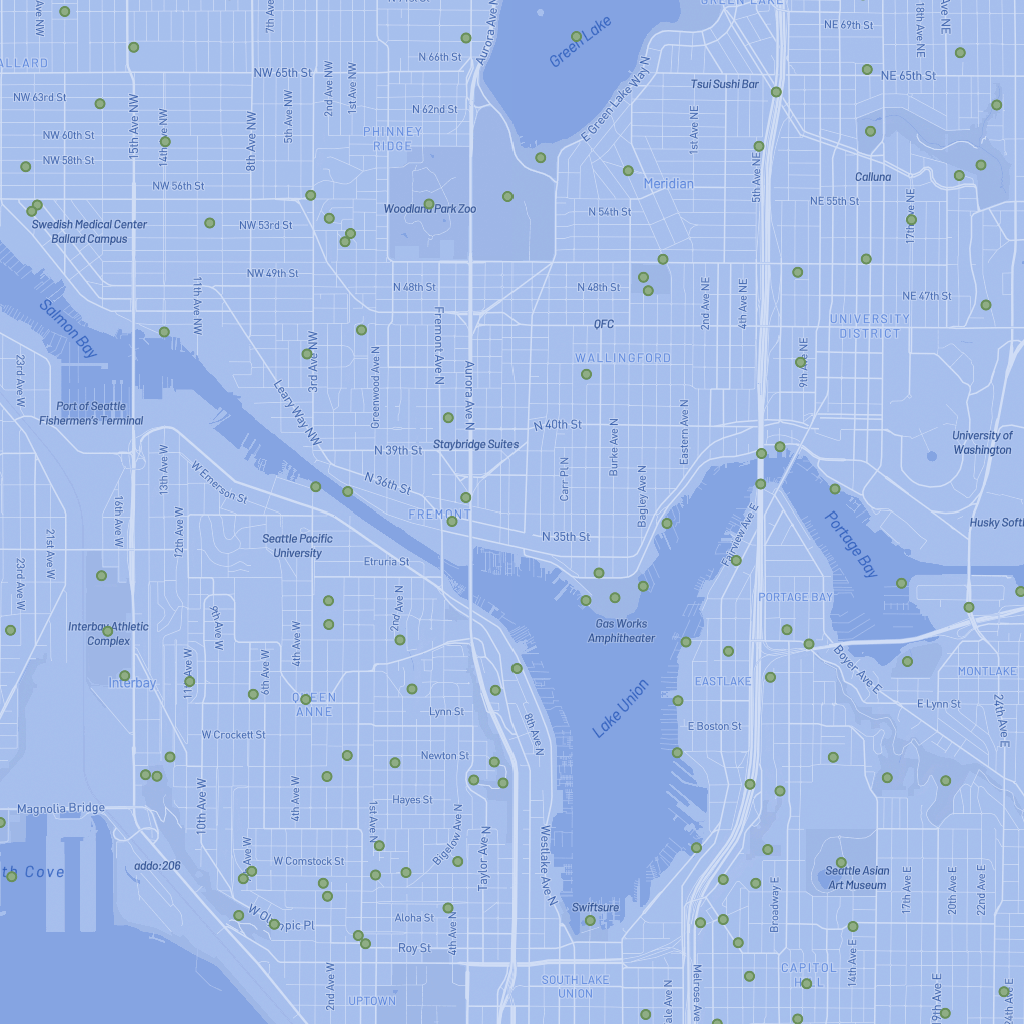 GREEN LAKE
NE 69th St
18th Ave NE
7th Ave
Aurora Ave N
Green Lake
N 66th St
NW 65th St
2nd Ave NW
1st Ave NW
Tsui Sushi Bar
NE 65th St
NW 63rd St
15th Ave NW
14th
5th Ave NW
N 62nd St
E Green Lake Way N
NW 60th St
8th Ave NW
PHINNEY
RIDGE
1st Ave NE
NW 58th St
5th Ave NE
Calluna
NW 56th St
Meridian
NE 55th St
17th Ave NE
Woodland Park Zoo
N 54th St
Swedish Medical Center
Ballard Campus
NW 53rd St
NW 49th St
N 48th St
N 48th St
11th Ave NW
2nd Ave NE
4th Ave NE
NE 47th St
Salmon Bay
Fremont Ave N
QFC
UNIVERSITY
DISTRICT
23rd Ave W
3rd Ave NW
Greenwood Ave N
Aurora Ave N
WALLINGFORD
9th Ave NE
Port of Seattle
Fishermen's Terminal
Leary Way NW
N 40th St
Burke Ave N
Eastern Ave N
Staybridge Suites
N 39th St
University of
Washington
13th Ave W
W Emerson St
N 36th St
Carr Pl N
Bagley Ave N
16th Ave W
12th Ave W
FREMONT
Husky Softb
21st Ave W
23rd Ave W
Seattle Pacific
University
N 35th St
Fairview Ave E
Portage Bay
Etruria St
PORTAGE BAY
Interbay Athletic
Complex
9th Ave W
4th Ave W
2nd Ave N
Gas Works
Amphitheater
Boyer Ave E
MONTLAKE
Interbay
11th Ave W
6th Ave W
QUEEN
ANNE
EASTLAKE
Lake Union
Lynn St
8th Ave N
E Lynn St
24th Ave E
W Crockett St
E Boston St
Newton St
10th Ave W
4th Ave W
Hayes St
Magnolia Bridge
1st Ave N
Bigelow Ave N
Taylor Ave N
Westlake Ave N
addo:206
W Comstock St
th Cove
Seattle Asian
Art Museum
17th Ave E
20th Ave E
22nd Ave E
Broadway E
W Olympic Pl
Aloha St
4th Ave N
Swiftsure
Roy St
14th Ave E
2nd Ave W
UPTOWN
SOUTH LAKE
UNION
Melrose Ave
CAPITOL
HILL